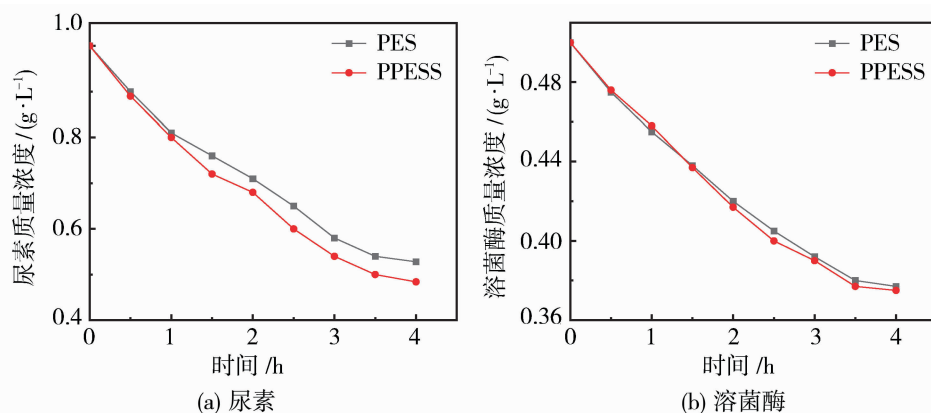 1.0
0.8
0.6
0.4
尿素质量浓度/(g·L⁻¹)
PES
PPESS
0 1 2 3 4
时间/h
(a) 尿素
0.48
0.44
0.40
0.36
溶菌酶质量浓度/(g·L⁻¹)
PES
PPESS
0 1 2 3 4
时间/h
(b) 溶菌酶